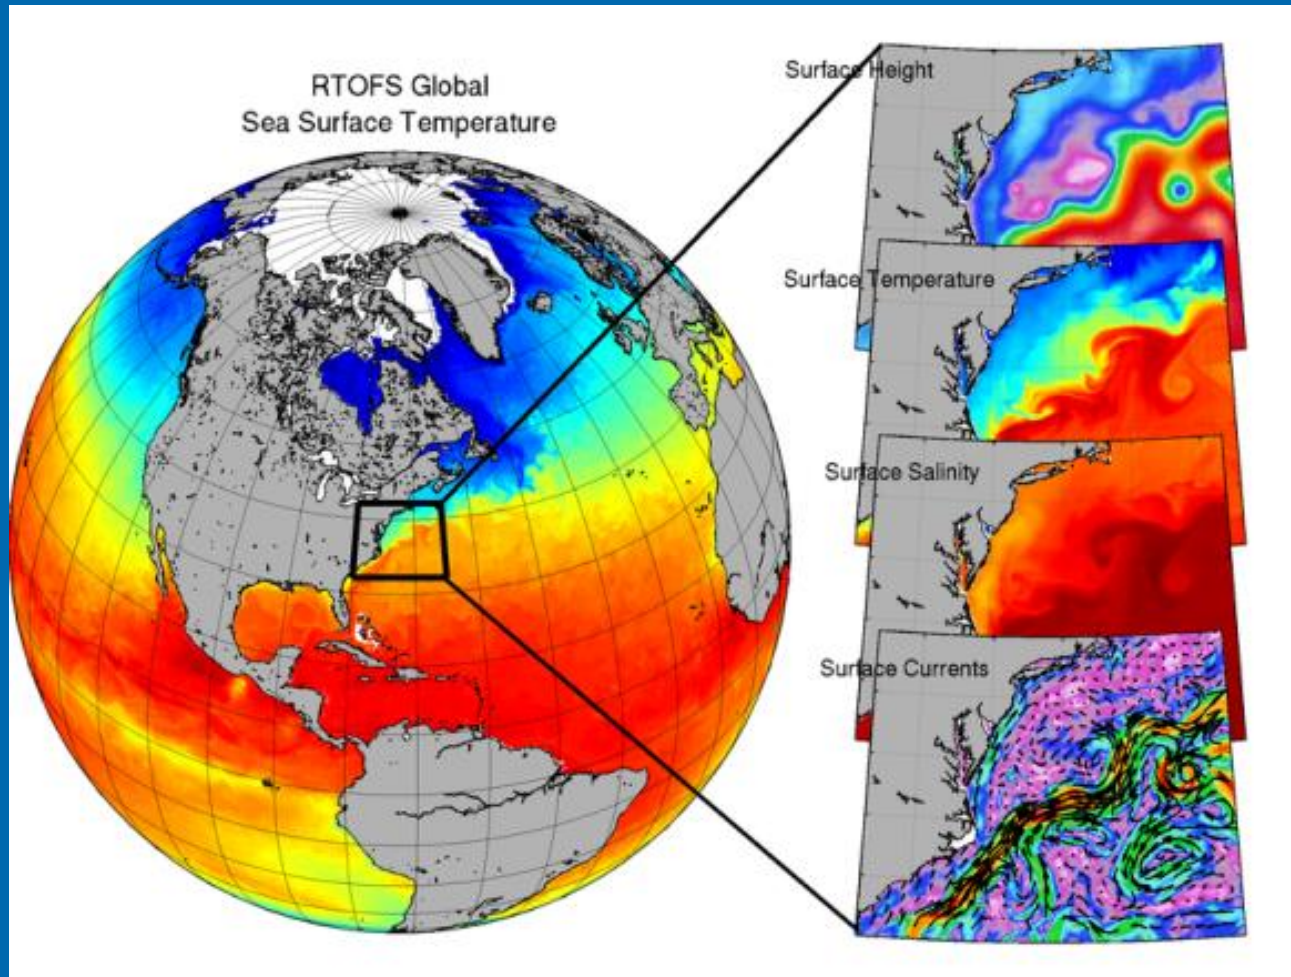 RTOFS Global
Sea Surface Temperature
Surface Height
Surface Temperature
Surface Salinity
Surface Currents